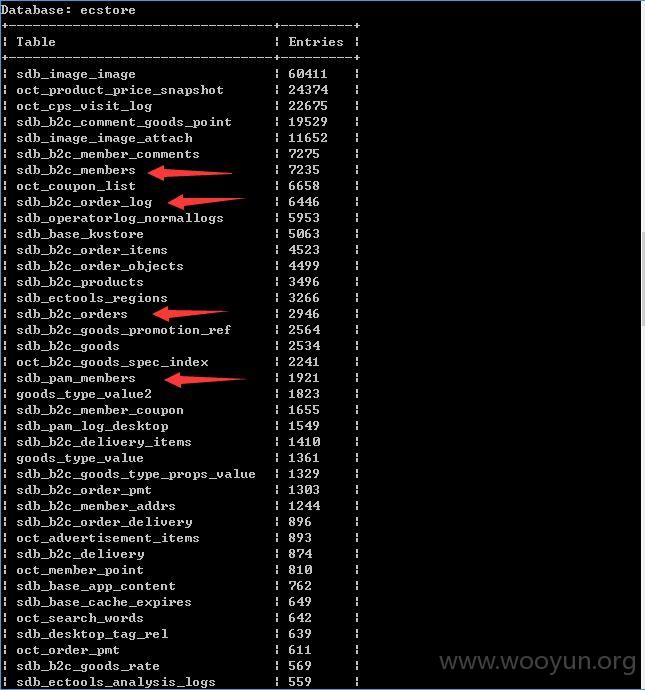 Database: ecstore
Table Entries
sdb_image_image 60411
oct_product_price_snapshot 24374
oct_cps_visit_log 22675
sdb_b2c_comment_goods_point 19529
sdb_image_image_attach 11652
sdb_b2c_member_comments 7275
sdb_b2c_members 7235
oct_coupon_list 6658
sdb_b2c_order_log 6446
sdb_operatorlog_normallogs 5953
sdb_base_kvstore 5063
sdb_b2c_order_items 4523
sdb_b2c_order_objects 4499
sdb_b2c_products 3496
sdb_ectools_regions 3266
sdb_b2c_orders 2946
sdb_b2c_goods_promotion_ref 2564
sdb_b2c_goods 2534
oct_b2c_goods_spec_index 2241
sdb_pam_members 1921
goods_type_value2 1823
sdb_b2c_member_coupon 1655
sdb_pam_log_desktop 1549
sdb_b2c_delivery_items 1410
goods_type_value 1361
sdb_b2c_goods_type_props_value 1329
sdb_b2c_order_pmt 1303
sdb_b2c_member_addrs 1244
sdb_b2c_order_delivery 896
oct_advertisement_items 893
sdb_b2c_delivery 874
oct_member_point 810
sdb_base_app_content 762
sdb_base_cache_expires 649
oct_search_words 642
sdb_desktop_tag_rel 639
oct_order_pmt 611
sdb_b2c_goods_rate 569
sdb_ectools_analysis_logs 559
www.wooyun.org